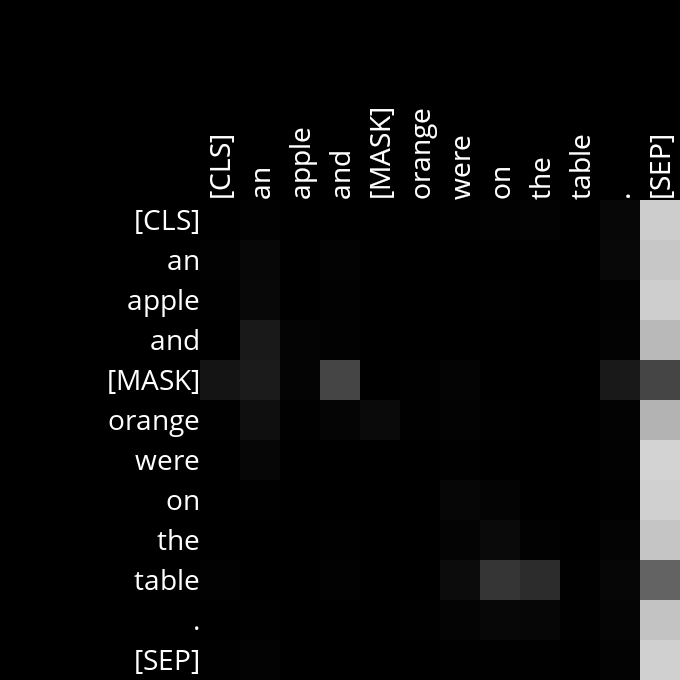 [CLS]
an
apple
and
[MASK]
orange
were
on
the
table
.
[SEP]
[CLS]
an
apple
and
[MASK]
orange
were
on
the
table
.
[SEP]